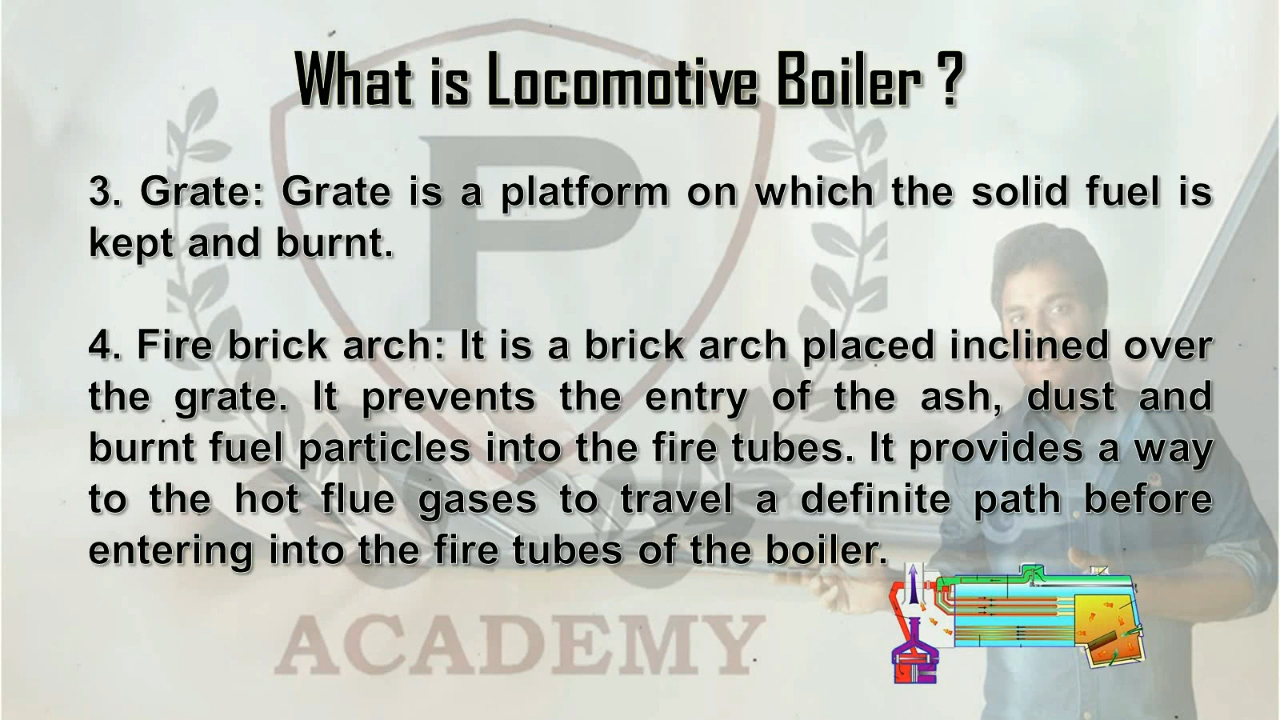 What is Locomotive Boiler ?
3. Grate: Grate is a platform on which the solid fuel is
kept and burnt.
4. Fire brick arch: It is a brick arch placed inclined over
the grate. It prevents the entry of the ash, dust and
burnt fuel particles into the fire tubes. It provides a way
to the hot flue gases to travel a definite path before
entering into the fire tubes of the boiler.
P
ACADEMY